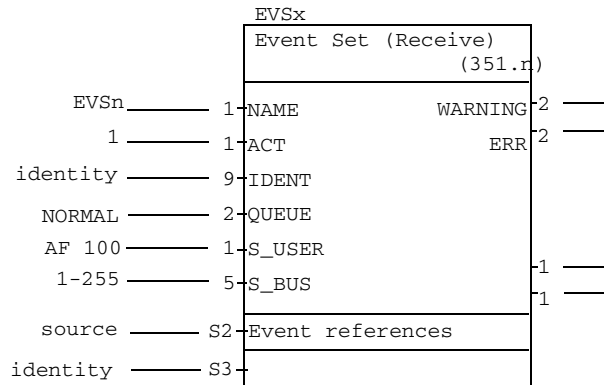 EVSx
Event Set (Receive)
(351.n)
EVSn 1 NAME WARNING 2
1 1 ACT ERR 2
identity 9 IDENT
NORMAL 2 QUEUE
AF 100 1 S_USER 1
1-255 5 S_BUS 1
source S2 Event references
identity S3